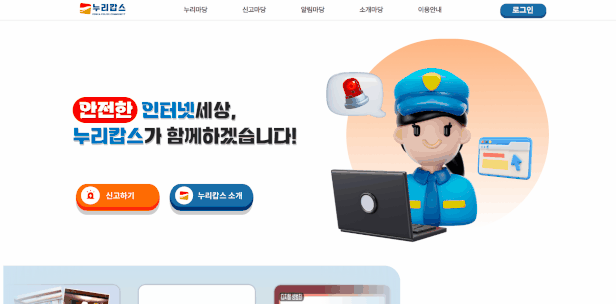 누리캅스
누리마당
신고마당
알림마당
소개마당
이용안내
로그인
안전한 인터넷세상,
누리캅스가 함께하겠습니다!
신고하기
누리캅스 소개